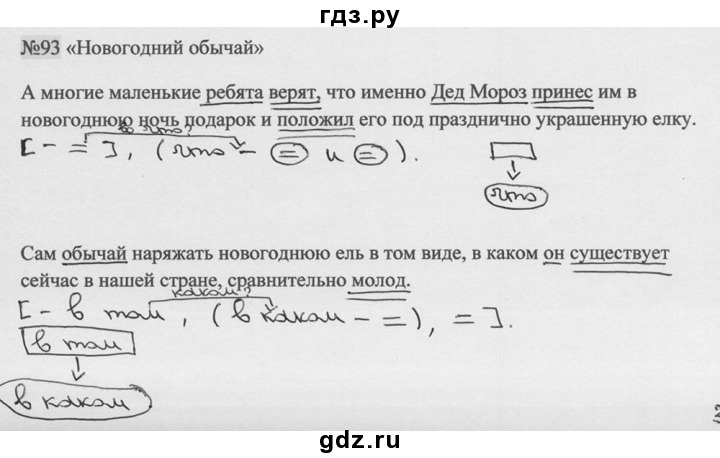 гдз.ру
№93 «Новогодний обычай»
А многие маленькие ребята верят, что именно Дед Мороз принес им в
новогоднюю ночь подарок и положил его под празднично украшенную елку.
во что?
[ - = ], ( что - = и = ).
что
Сам обычай наряжать новогоднюю ель в том виде, в каком он существует
сейчас в нашей стране, сравнительно молод.
каком?
[ - в том , ( в каком - = ) , = ] .
в том
в каком
gdz.ru